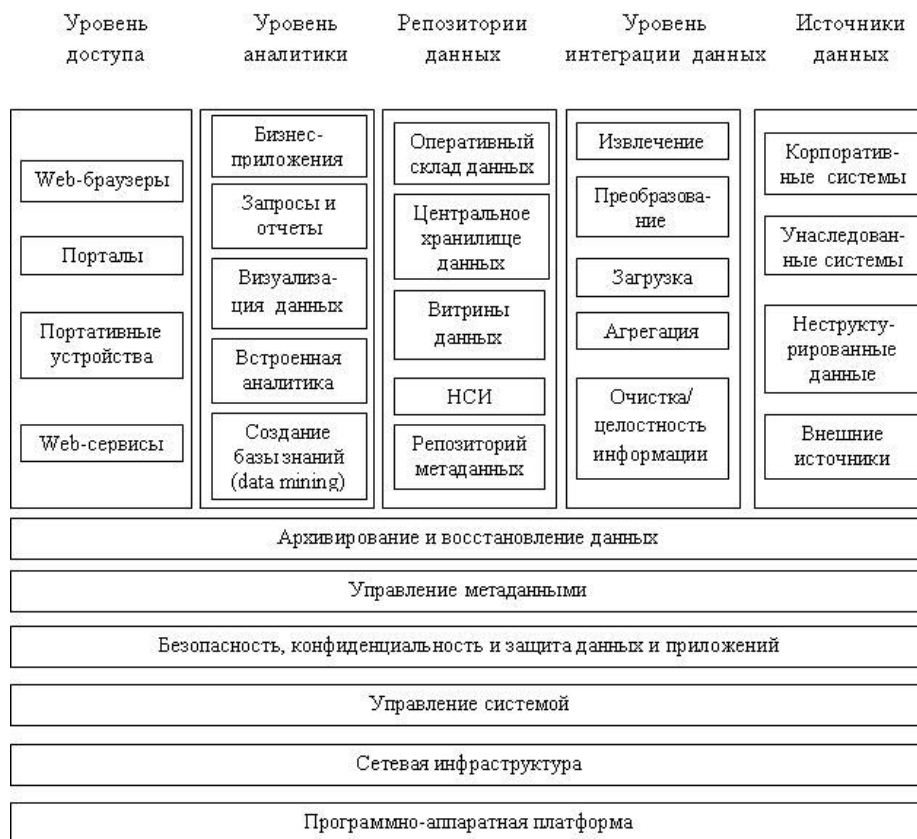 Уровень
доступа
Уровень
аналитики
Репозитории
данных
Уровень
интеграции данных
Источники
данных
Web-браузеры
Порталы
Портативные
устройства
Web-сервисы
Бизнес-
приложения
Запросы и
отчеты
Визуализа-
ция данных
Встроенная
аналитика
Создание
базы знаний
(data mining)
Оперативный
склад данных
Центральное
хранилище
данных
Витрины
данных
НСИ
Репозиторий
метаданных
Извлечение
Преобразова-
ние
Загрузка
Агрегация
Очистка/
целостность
информации
Корпоратив-
ные системы
Унаследован-
ные системы
Неструкту-
рированные
данные
Внешние
источники
Архивирование и восстановление данных
Управление метаданными
Безопасность, конфиденциальность и защита данных и приложений
Управление системой
Сетевая инфраструктура
Программно-аппаратная платформа